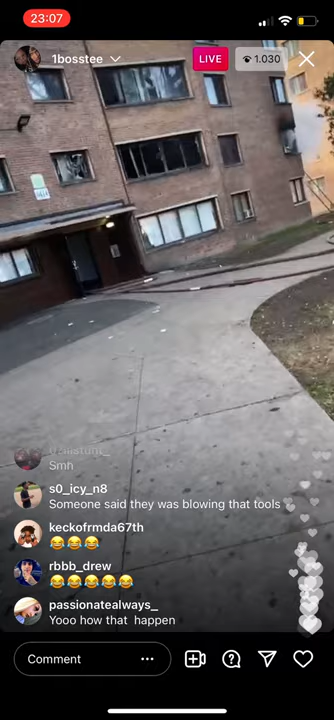 23:07
1bosstee
LIVE
1.030
Smh
s0_icy_n8
Someone said they was blowing that tools
keckofrmda67th
😂😂😂
rbbb_drew
😂😂😂😂😂
passionatealways_
Yooo how that happen
Comment